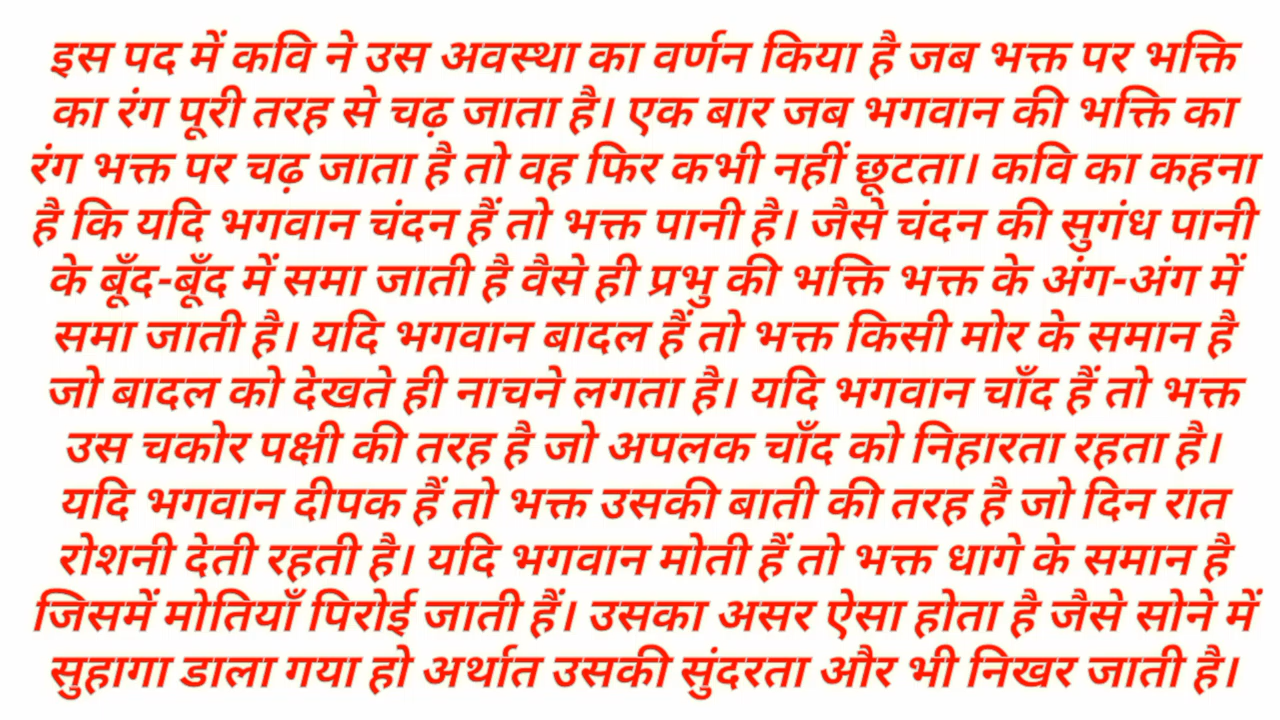 इस पद में कवि ने उस अवस्था का वर्णन किया है जब भक्त पर भक्ति
का रंग पूरी तरह से चढ़ जाता है। एक बार जब भगवान की भक्ति का
रंग भक्त पर चढ़ जाता है तो वह फिर कभी नहीं छूटता। कवि का कहना
है कि यदि भगवान चंदन हैं तो भक्त पानी है। जैसे चंदन की सुगंध पानी
के बूँद-बूँद में समा जाती है वैसे ही प्रभु की भक्ति भक्त के अंग-अंग में
समा जाती है। यदि भगवान बादल हैं तो भक्त किसी मोर के समान है
जो बादल को देखते ही नाचने लगता है। यदि भगवान चाँद हैं तो भक्त
उस चकोर पक्षी की तरह है जो अपलक चाँद को निहारता रहता है।
यदि भगवान दीपक हैं तो भक्त उसकी बाती की तरह है जो दिन रात
रोशनी देती रहती है। यदि भगवान मोती हैं तो भक्त धागे के समान है
जिसमें मोतियाँ पिरोई जाती हैं। उसका असर ऐसा होता है जैसे सोने में
सुहागा डाला गया हो अर्थात उसकी सुंदरता और भी निखर जाती है।